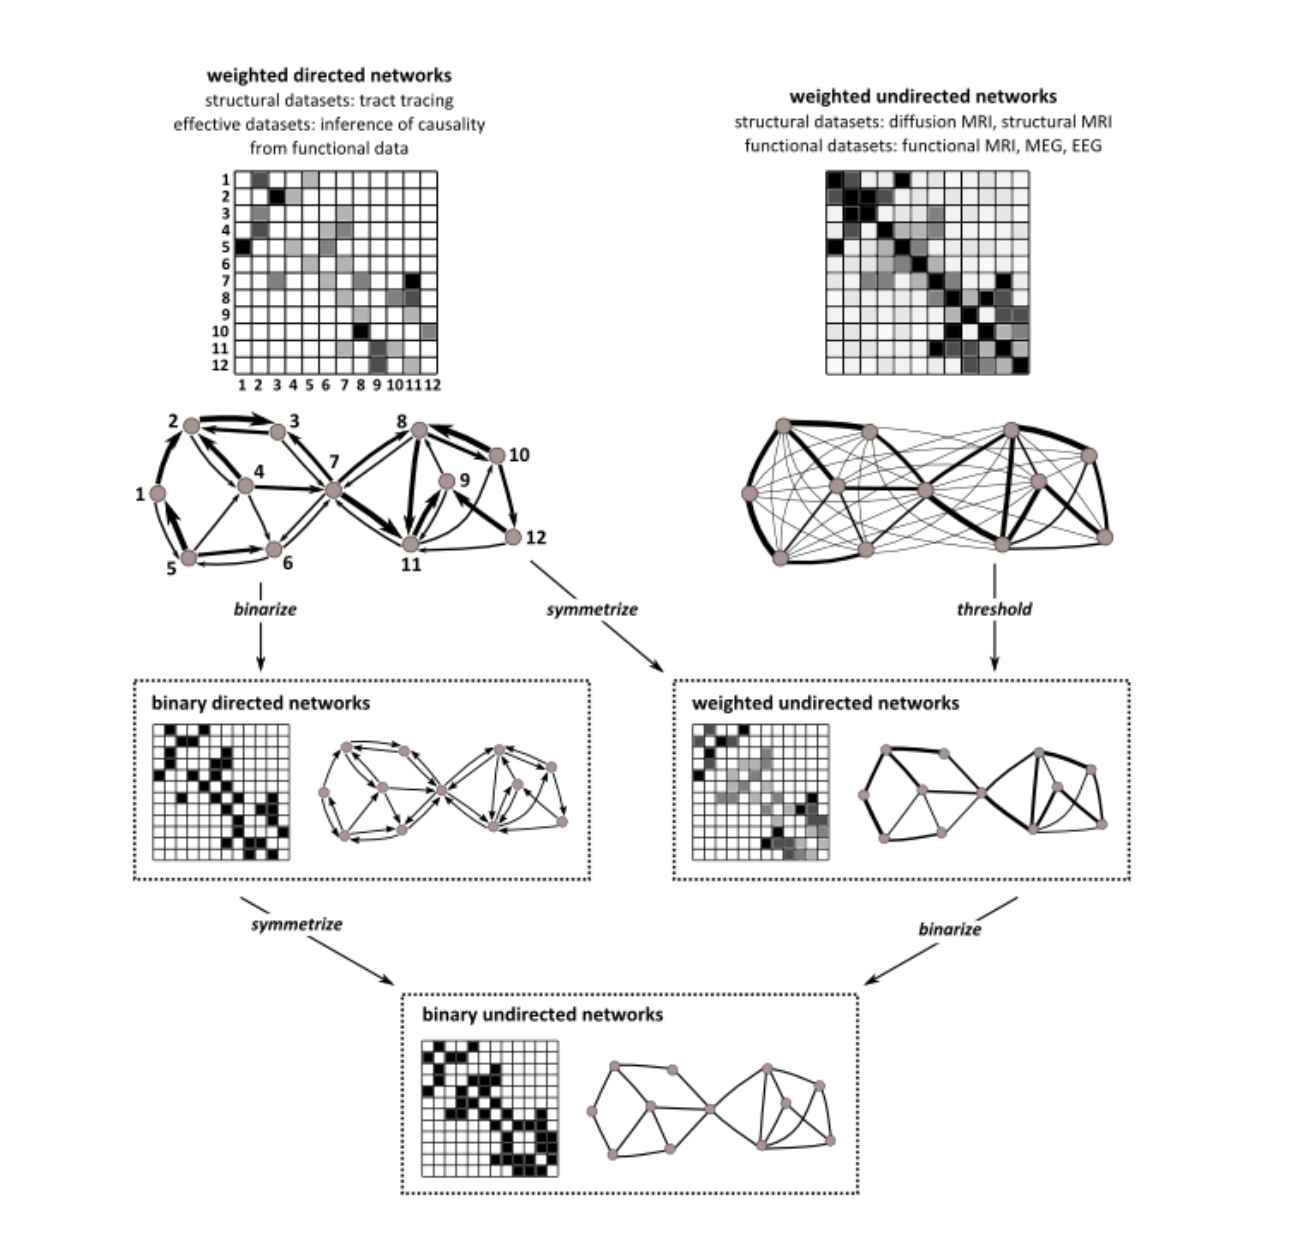 weighted directed networks
structural datasets: tract tracing
effective datasets: inference of causality
from functional data
1
2
3
4
5
6
7
8
9
10
11
12
1 2 3 4 5 6 7 8 9 10 11 12
weighted undirected networks
structural datasets: diffusion MRI, structural MRI
functional datasets: functional MRI, MEG, EEG
2
3
8
10
4
7
9
1
12
5
6
11
binarize
symmetrize
threshold
binary directed networks
weighted undirected networks
symmetrize
binarize
binary undirected networks